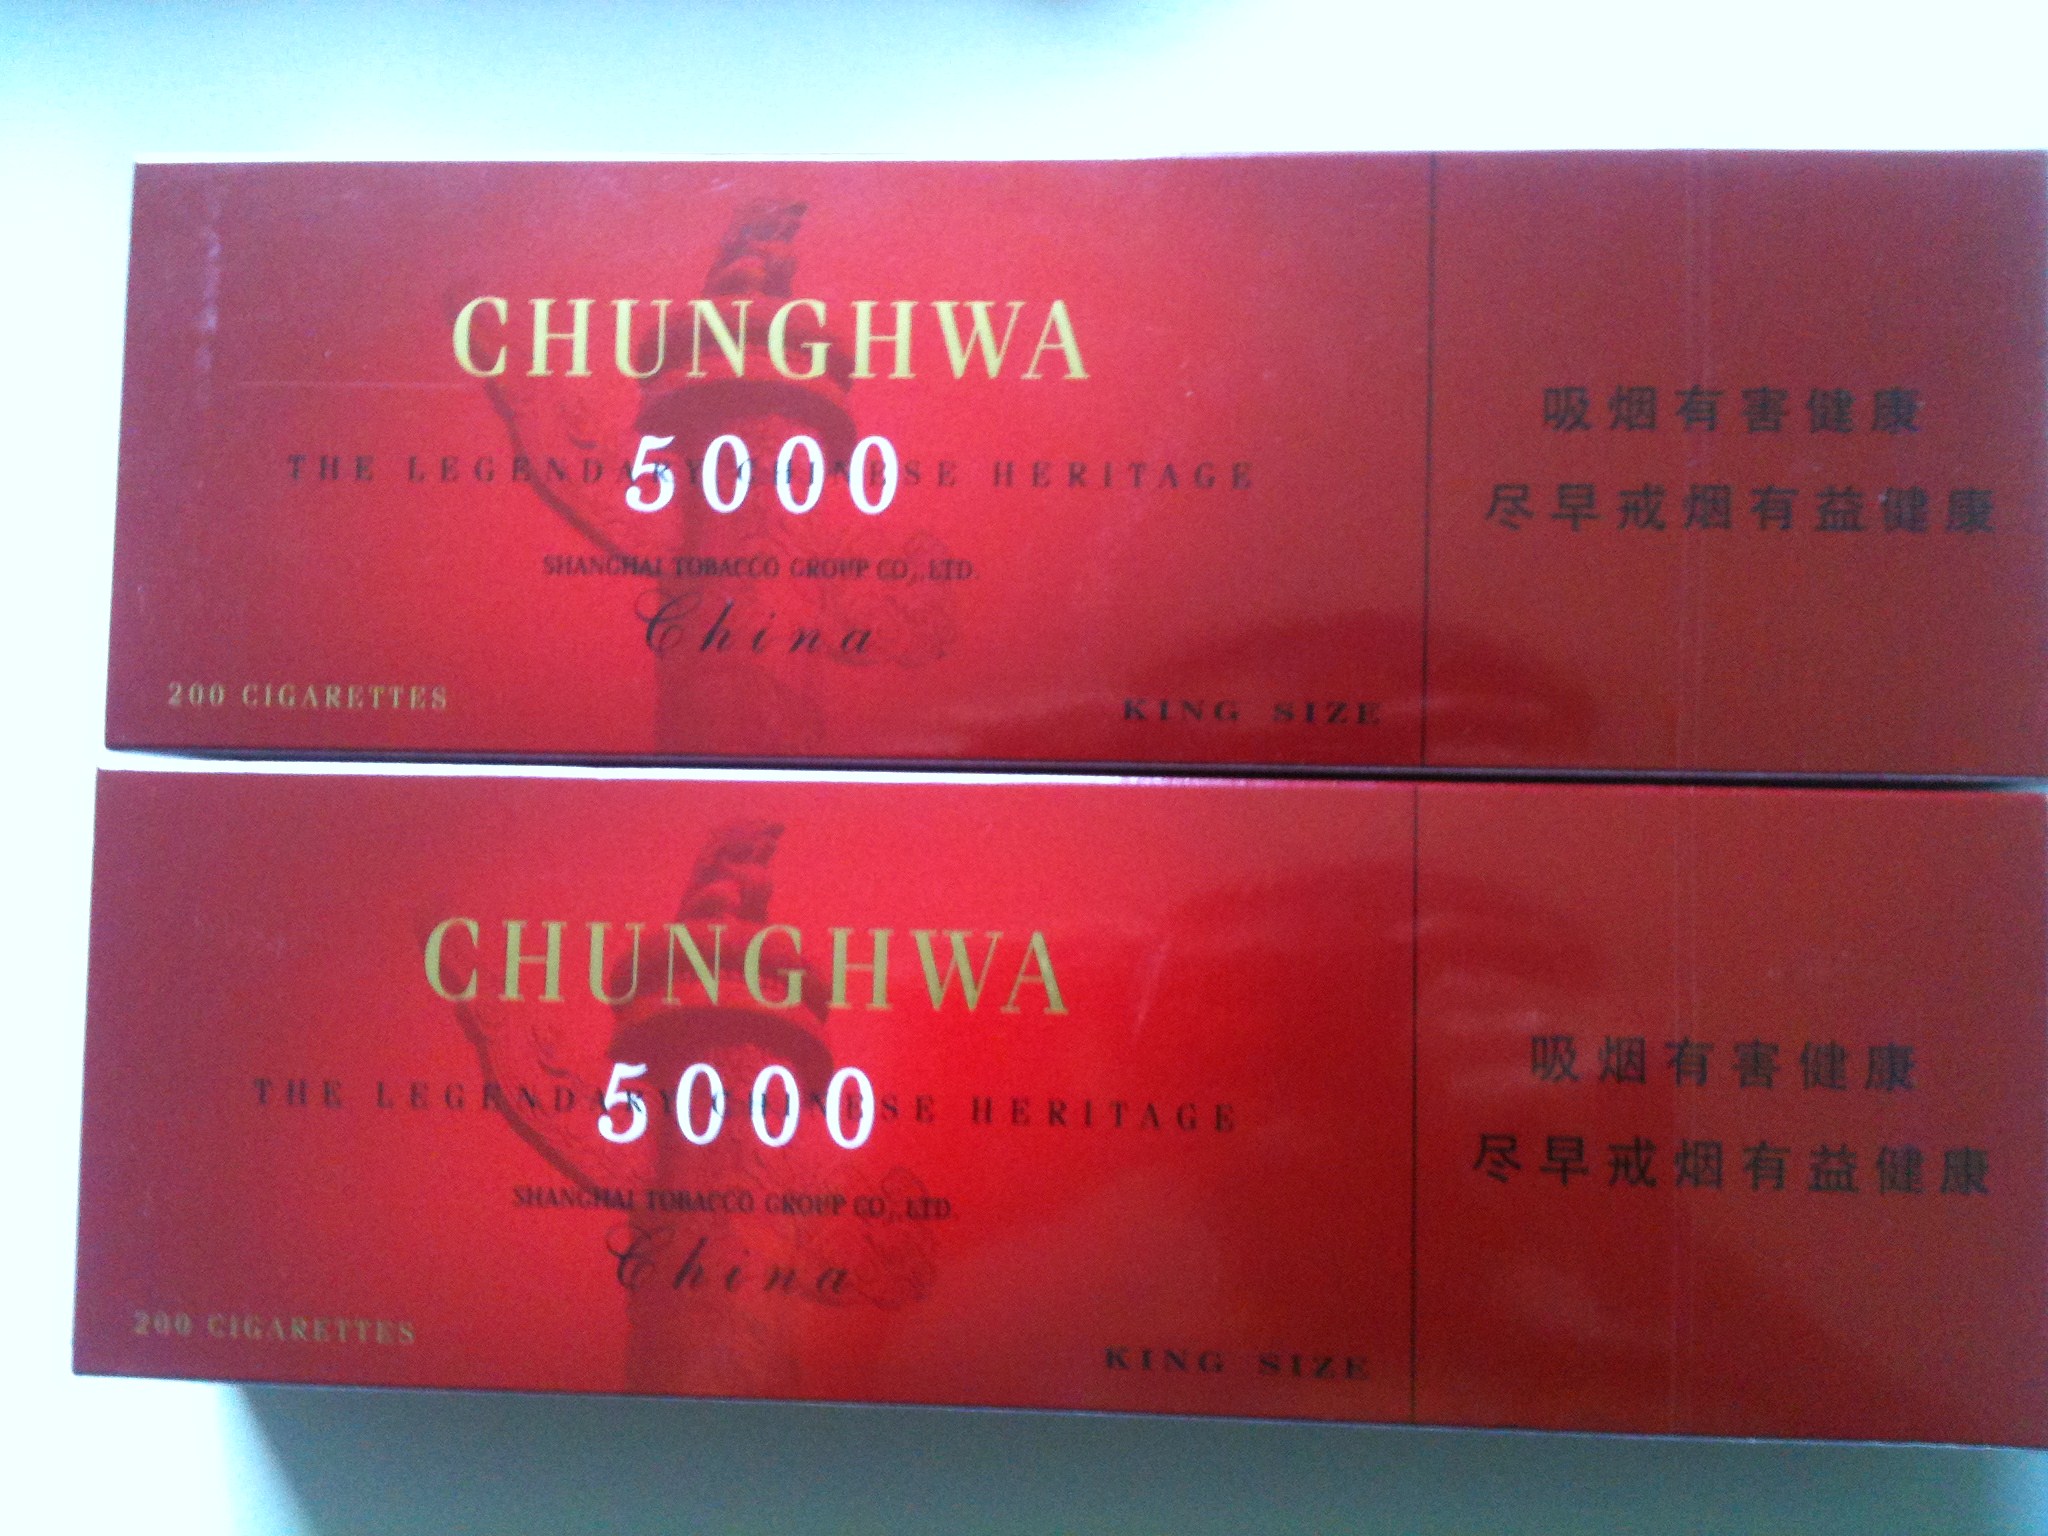 CHUNGHWA
5000
THE LEGENDARY CHINESE HERITAGE
SHANGHAI TOBACCO GROUP CO., LTD.
China
200 CIGARETTES
KING SIZE
吸烟有害健康
尽早戒烟有益健康
CHUNGHWA
5000
THE LEGENDARY CHINESE HERITAGE
SHANGHAI TOBACCO GROUP CO., LTD.
China
200 CIGARETTES
KING SIZE
吸烟有害健康
尽早戒烟有益健康